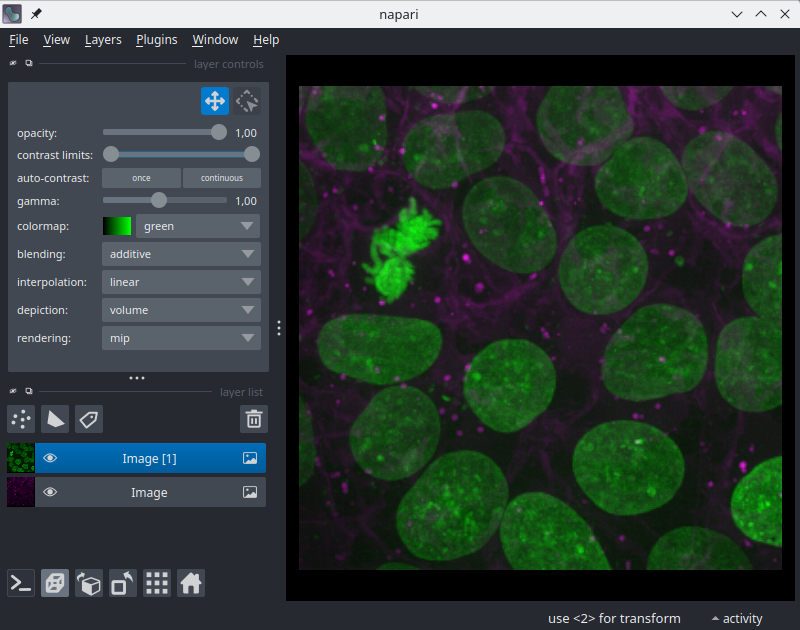 napari
File View Layers Plugins Window Help
layer controls
opacity: 1,00
contrast limits:
auto-contrast: once continuous
gamma: 1,00
colormap: green
blending: additive
interpolation: linear
depiction: volume
rendering: mip
layer list
Image [1]
Image
use <2> for transform activity